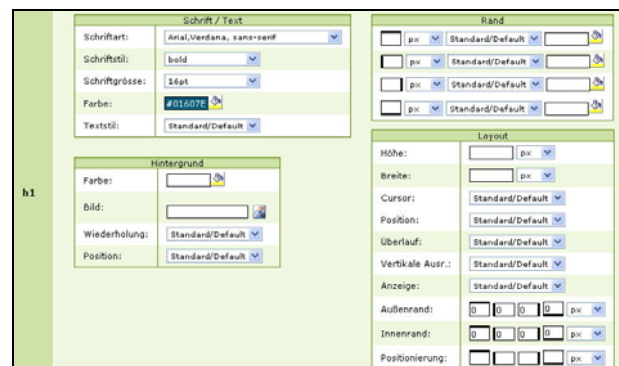 h1
Schrift / Text
Schriftart: Arial,Verdana, sans-serif
Schriftstil: bold
Schriftgrösse: 16pt
Farbe: #01607E
Textstil: Standard/Default
Hintergrund
Farbe:
Bild:
Wiederholung: Standard/Default
Position: Standard/Default
Rand
px Standard/Default
px Standard/Default
px Standard/Default
px Standard/Default
Layout
Höhe: px
Breite: px
Cursor: Standard/Default
Position: Standard/Default
Überlauf: Standard/Default
Vertikale Ausr.: Standard/Default
Anzeige: Standard/Default
Außenrand: 0 0 0 0 px
Innenrand: 0 0 0 0 px
Positionierung: px